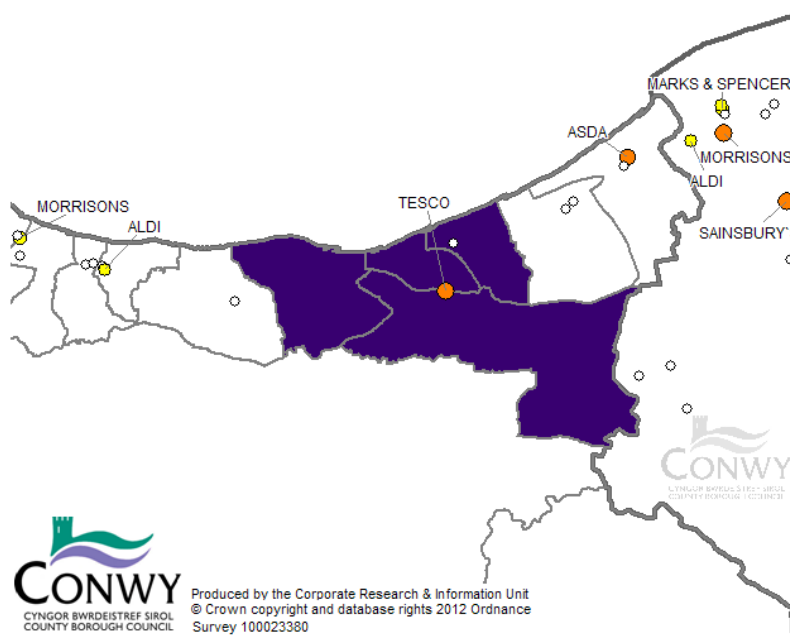 MARKS & SPENCER
ASDA
MORRISONS
ALDI
TESCO
MORRISONS
SAINSBURY'
ALDI
CONWY
CYNGOR BWRDEISTREF SIROL
COUNTY BOROUGH COUNCIL
CONWY
CYNGOR BWRDEISTREF SIROL
COUNTY BOROUGH COUNCIL
Produced by the Corporate Research & Information Unit
© Crown copyright and database rights 2012 Ordnance
Survey 100023380